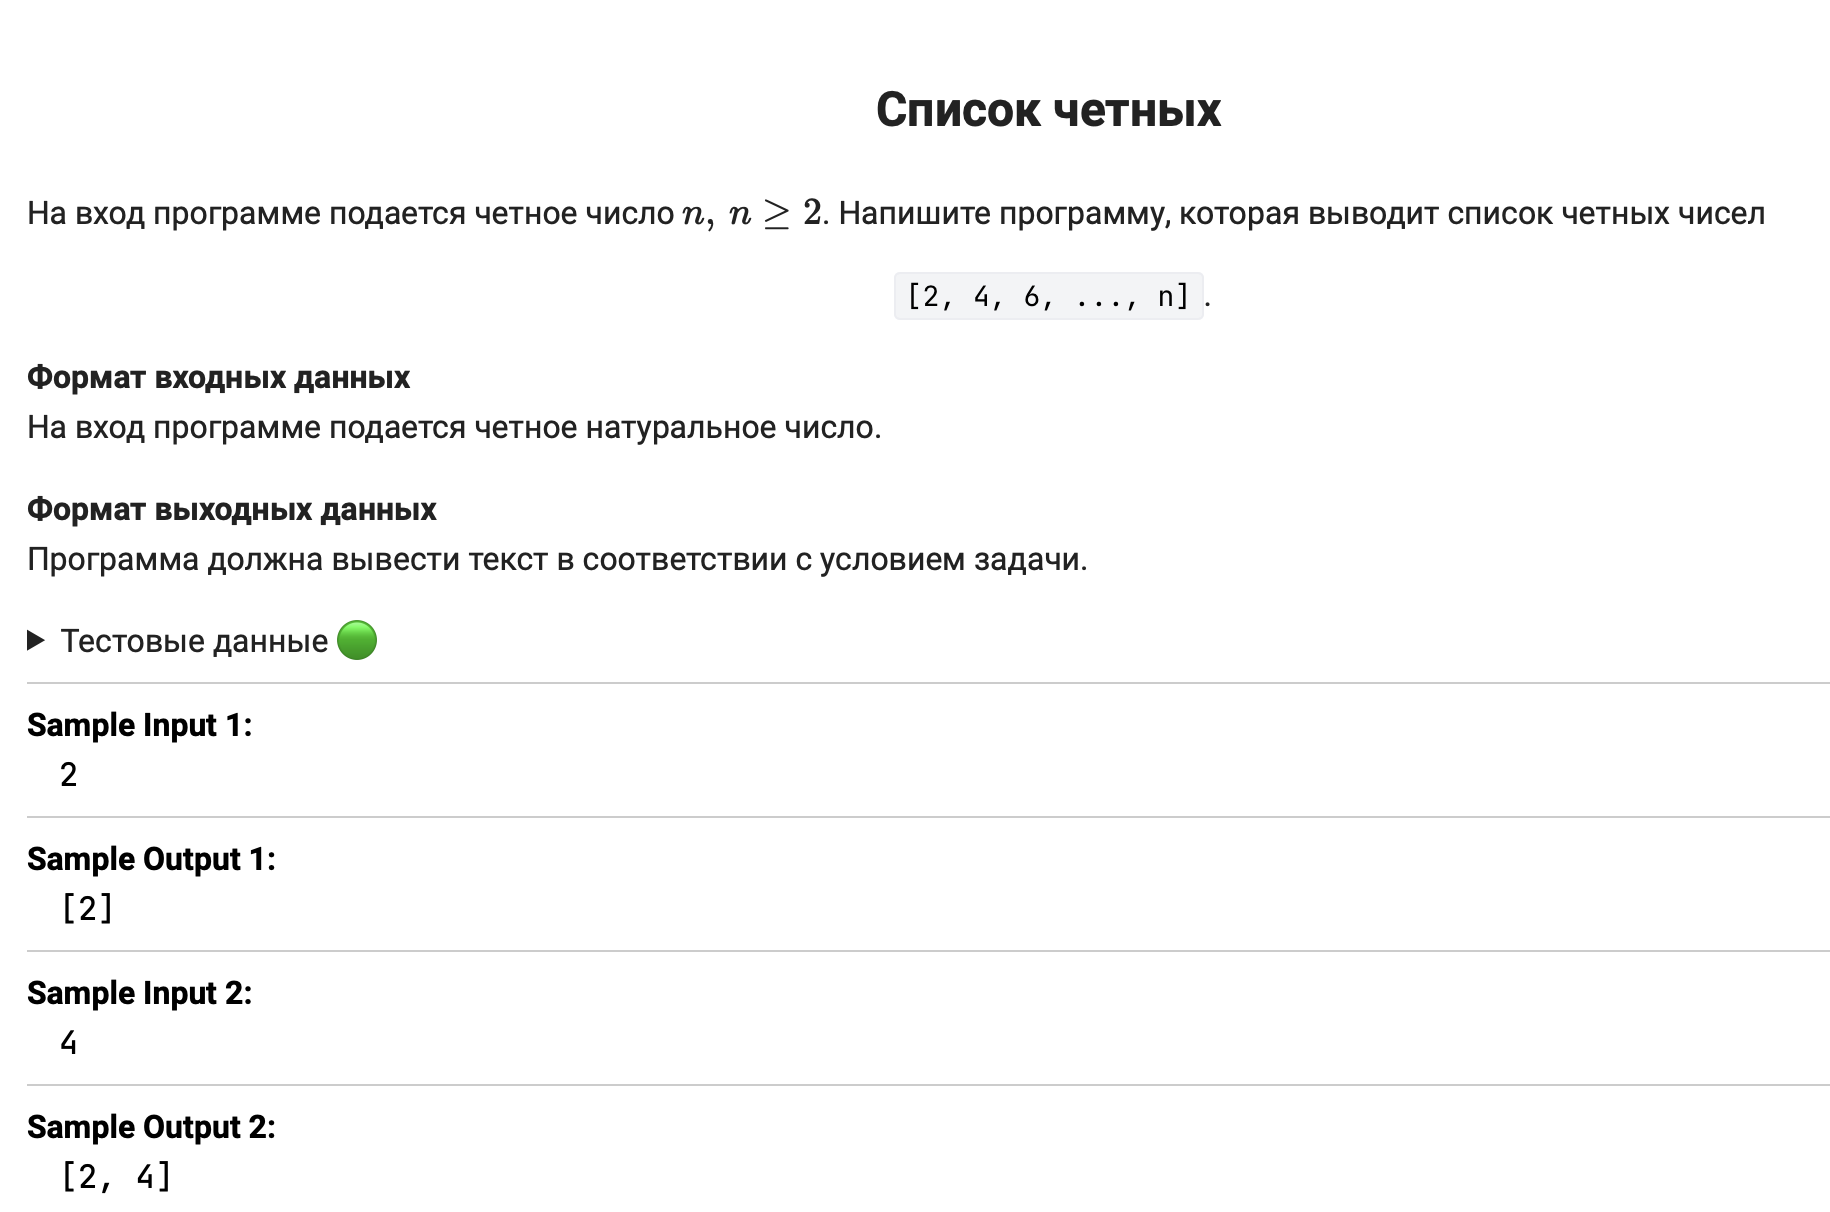 Список четных
На вход программе подается четное число n, n ≥ 2. Напишите программу, которая выводит список четных чисел
[2, 4, 6, ..., n].
Формат входных данных
На вход программе подается четное натуральное число.
Формат выходных данных
Программа должна вывести текст в соответствии с условием задачи.
Тестовые данные
Sample Input 1:
2
Sample Output 1:
[2]
Sample Input 2:
4
Sample Output 2:
[2, 4]